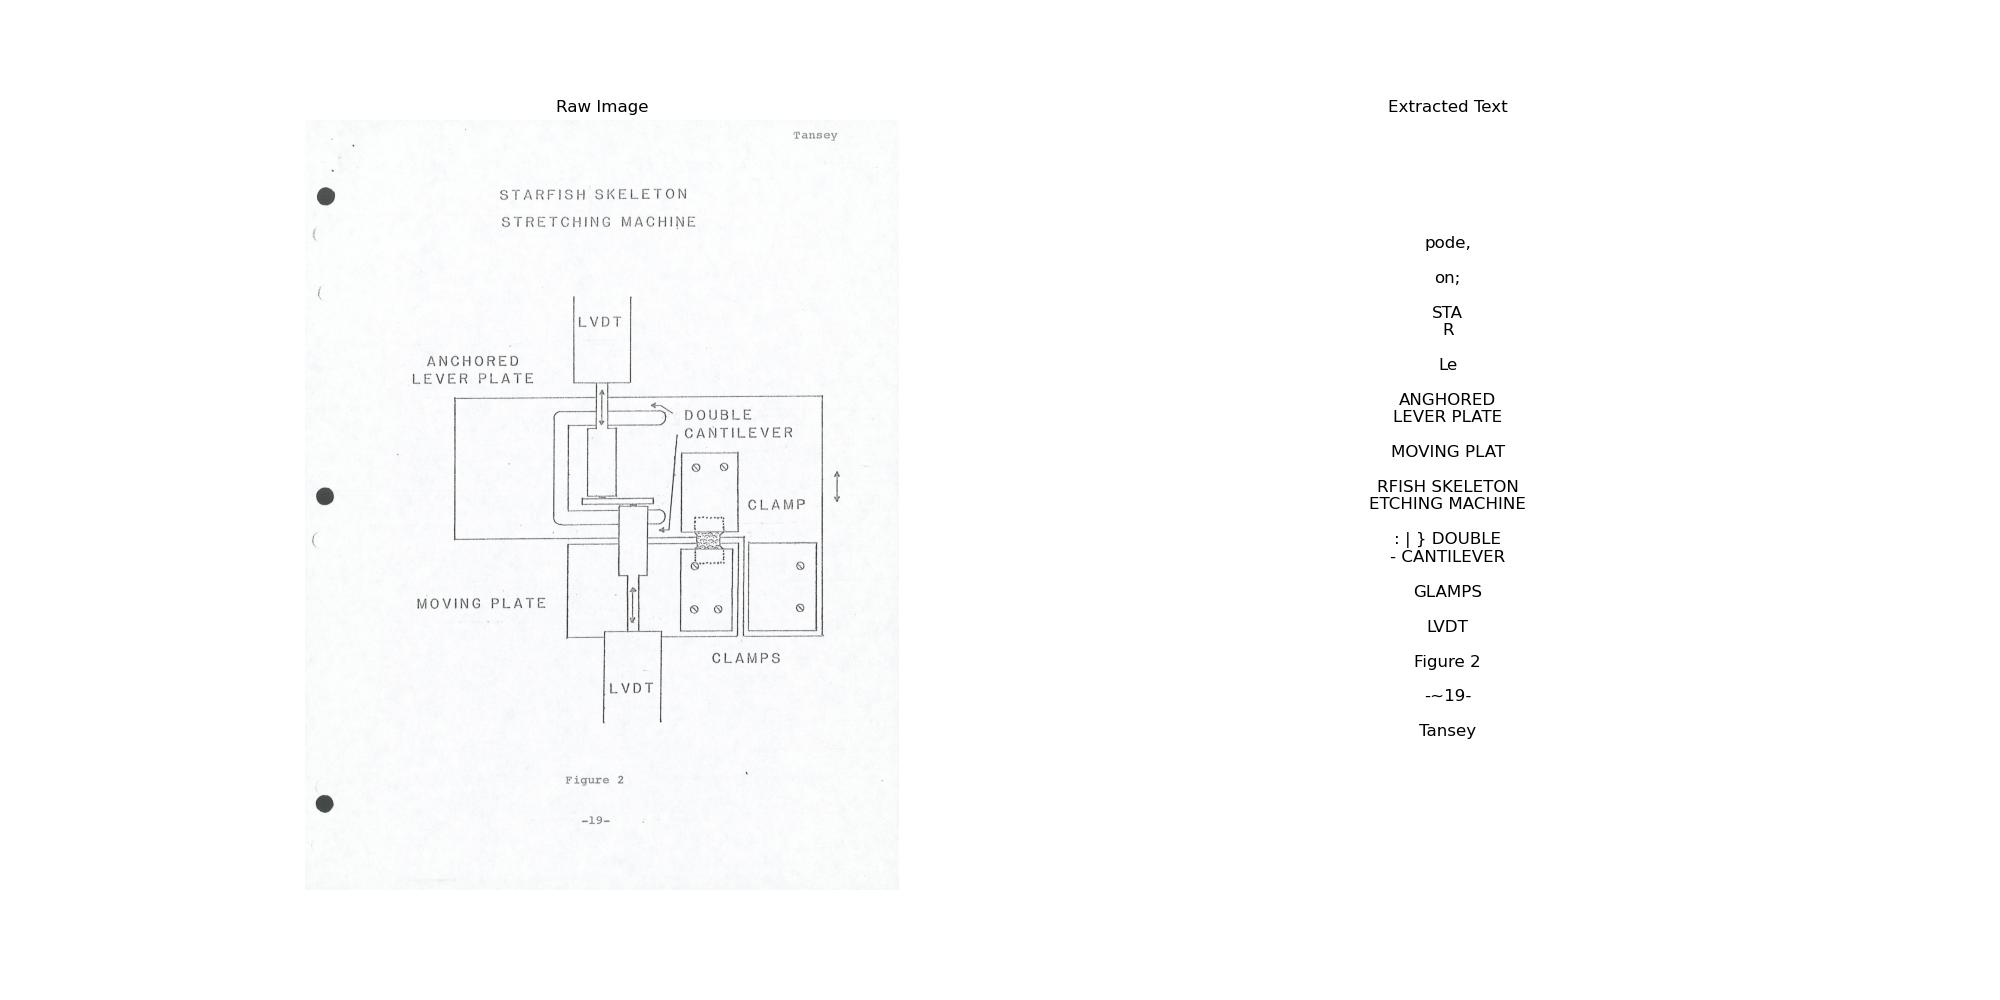 Raw Image
Tansey
STARFISH SKELETON
STRETCHING MACHINE
LVDT
ANCHORED
LEVER PLATE
DOUBLE
CANTILEVER
CLAMP
MOVING PLATE
CLAMPS
LVDT
Figure 2
-19-
Extracted Text
pode,
on;
STA
R
Le
ANGHORED
LEVER PLATE
MOVING PLAT
RFISH SKELETON
ETCHING MACHINE
: | } DOUBLE
- CANTILEVER
GLAMPS
LVDT
Figure 2
-~19-
Tansey